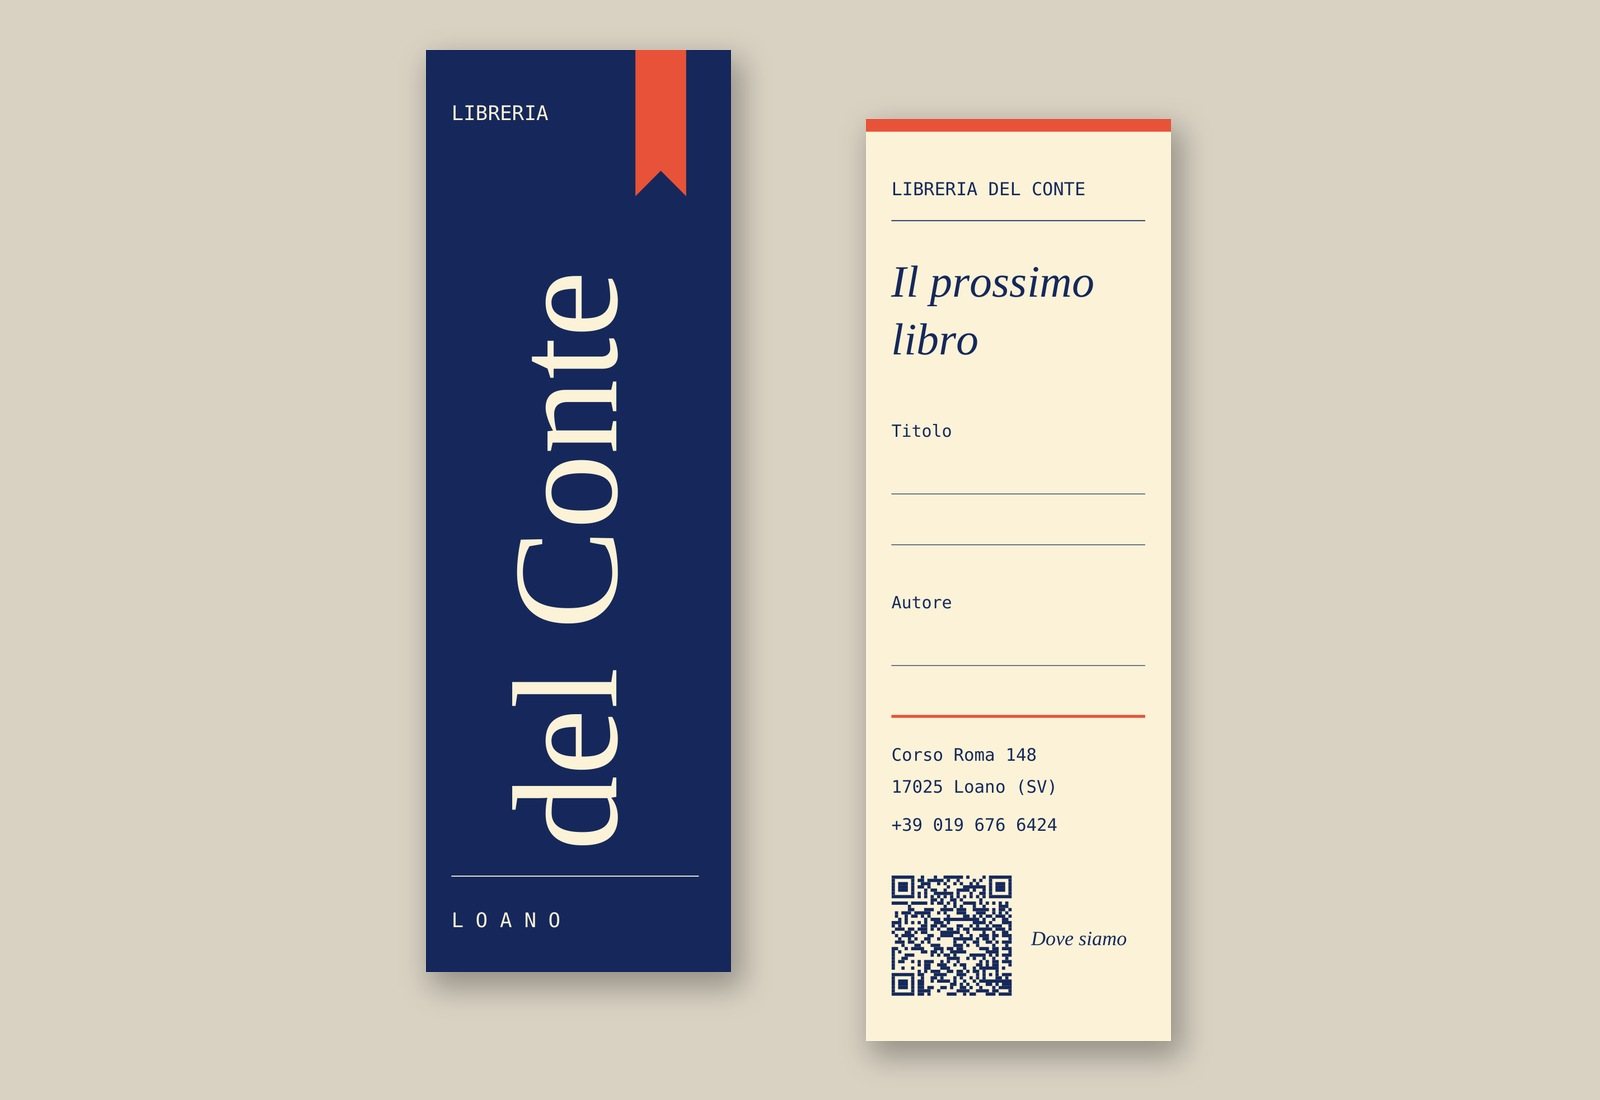 LIBRERIA
del Conte
LOANO
LIBRERIA DEL CONTE
Il prossimo
libro
Titolo
Autore
Corso Roma 148
17025 Loano (SV)
+39 019 676 6424
Dove siamo